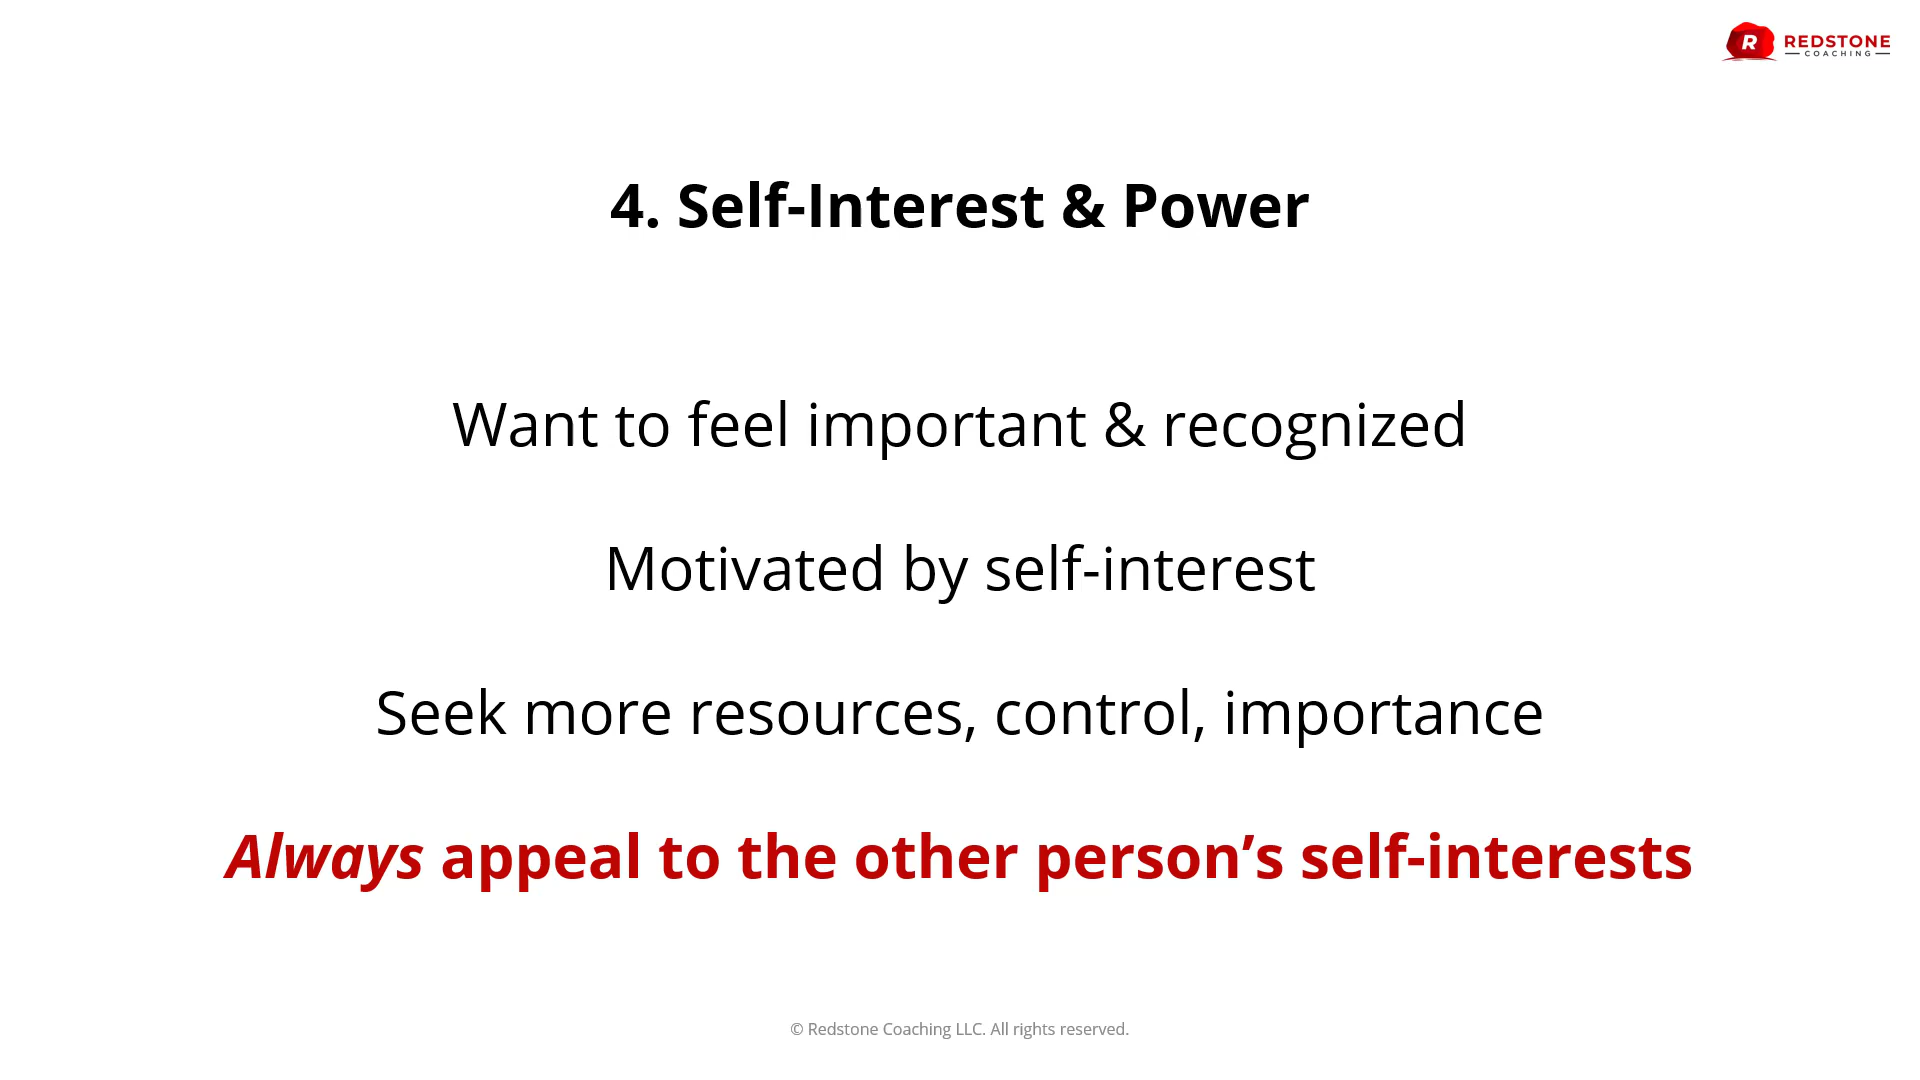 R REDSTONE
COACHING
4. Self-Interest & Power
Want to feel important & recognized
Motivated by self-interest
Seek more resources, control, importance
Always appeal to the other person’s self-interests
© Redstone Coaching LLC. All rights reserved.